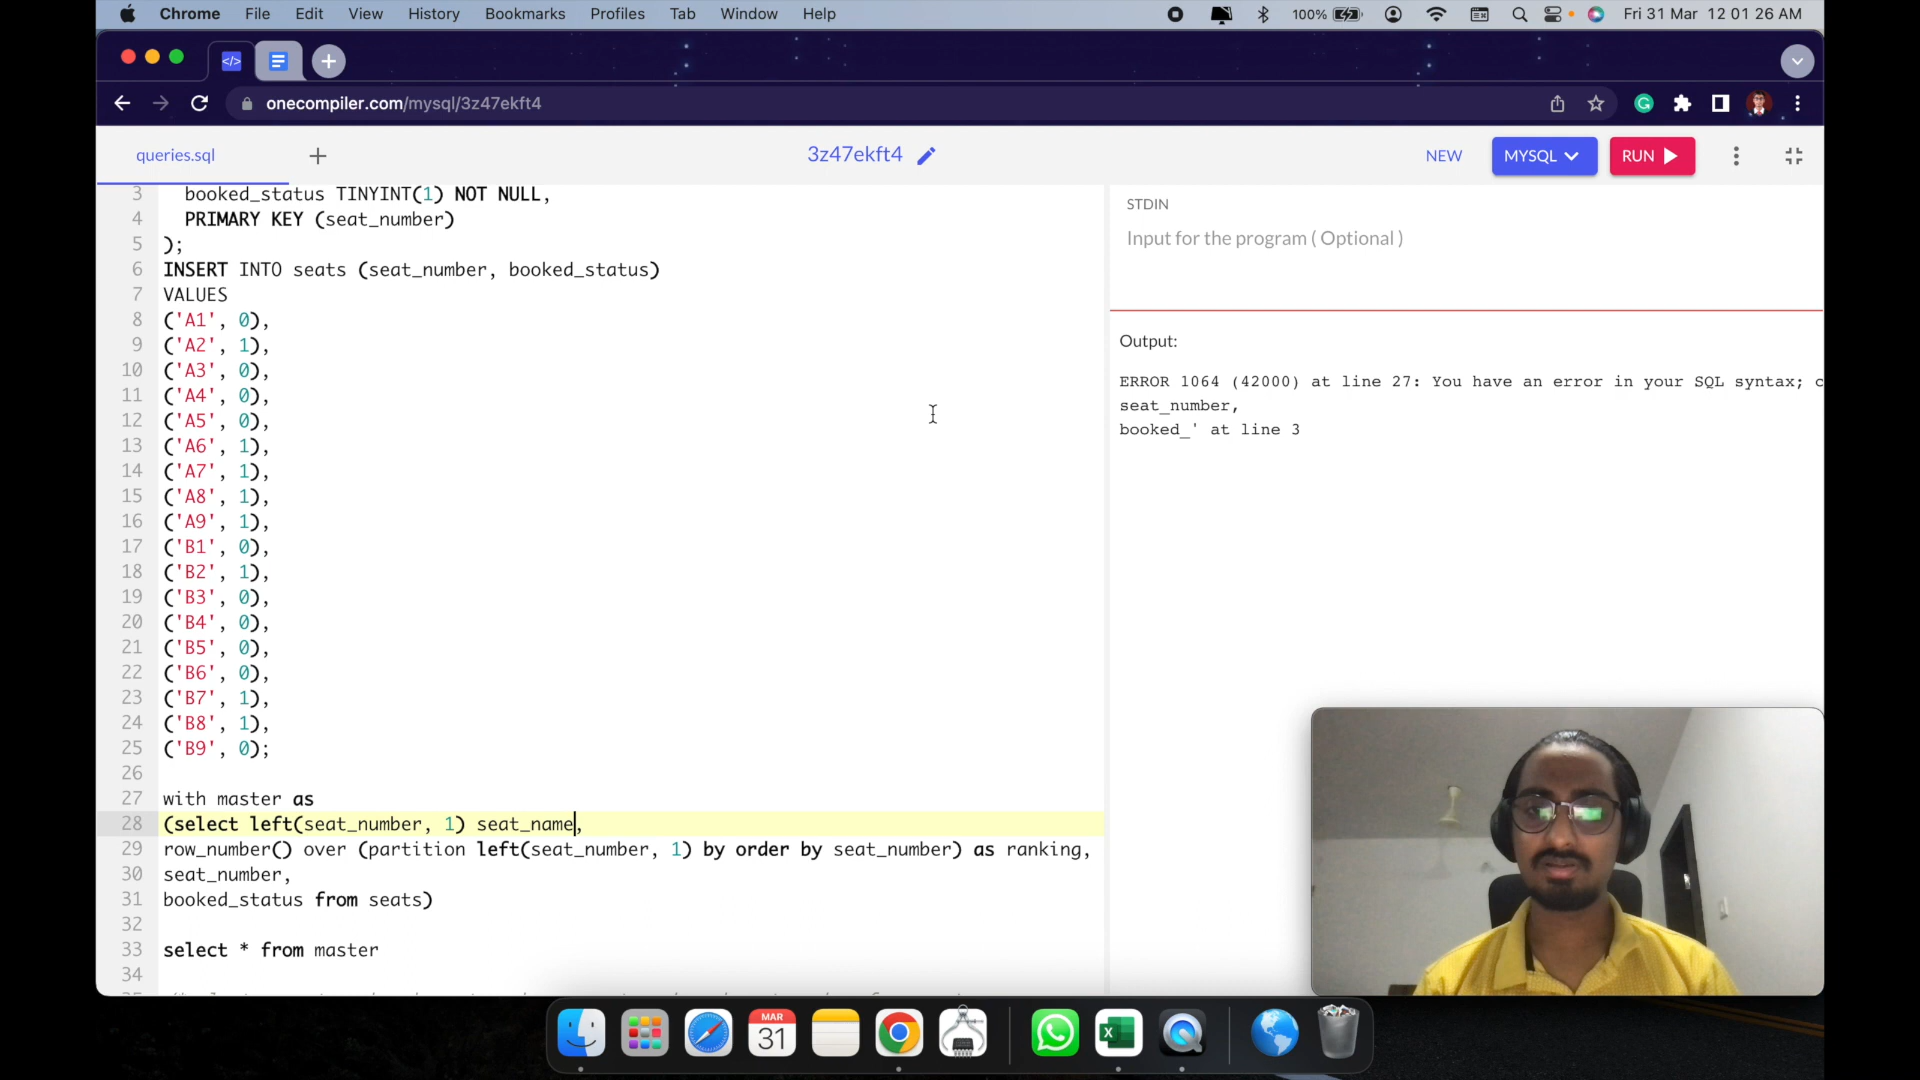 Chrome File Edit View History Bookmarks Profiles Tab Window Help 100% Fri 31 Mar 12 01 26 AM
onecompiler.com/mysql/3z47ekft4
queries.sql
3z47ekft4
NEW
MYSQL
RUN
3 booked_status TINYINT(1) NOT NULL,
4 PRIMARY KEY (seat_number)
5 );
6 INSERT INTO seats (seat_number, booked_status)
7 VALUES
8 ('A1', 0),
9 ('A2', 1),
10 ('A3', 0),
11 ('A4', 0),
12 ('A5', 0),
13 ('A6', 1),
14 ('A7', 1),
15 ('A8', 1),
16 ('A9', 1),
17 ('B1', 0),
18 ('B2', 1),
19 ('B3', 0),
20 ('B4', 0),
21 ('B5', 0),
22 ('B6', 0),
23 ('B7', 1),
24 ('B8', 1),
25 ('B9', 0);
26
27 with master as
28 (select left(seat_number, 1) seat_name,
29 row_number() over (partition left(seat_number, 1) by order by seat_number) as ranking,
30 seat_number,
31 booked_status from seats)
32
33 select * from master
34
STDIN
Input for the program ( Optional )
Output:
ERROR 1064 (42000) at line 27: You have an error in your SQL syntax; c
seat_number,
booked_' at line 3
MAR
31